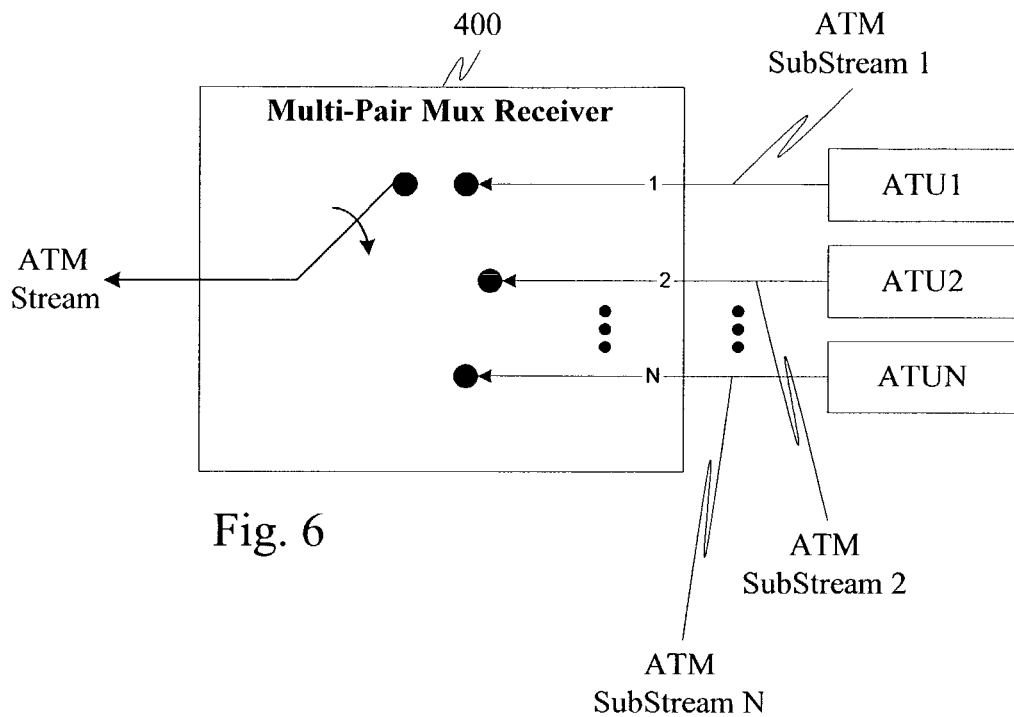 400
ATM
SubStream 1
Multi-Pair Mux Receiver
1
ATU1
ATM
Stream
2
ATU2
N
ATUN
Fig. 6
ATM
SubStream 2
ATM
SubStream N